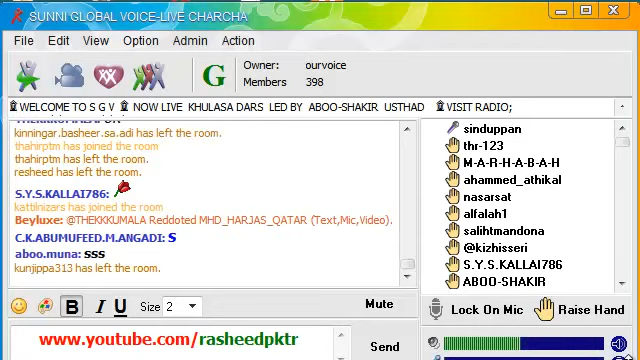 SUNNI GLOBAL VOICE-LIVE CHARCHA
File Edit View Option Admin Action
G
Owner: ourvoice
Members 398
WELCOME TO S G V NOW LIVE KHULASA DARS LED BY ABOO-SHAKIR USTHAD VISIT RADIO;
kinningar.basheer.sa.adi has left the room.
thahirptm has joined the room
thahirptm has left the room.
resheed has left the room.
S.Y.S.KALLAI786:
kattilnizars has joined the room
Beyluxe: @THEKKKUMALA Reddoted MHD_HARJAS_QATAR (Text,Mic,Video).
C.K.ABUMUFEED.M.ANGADI: S
aboo.muna: sss
kunjippa313 has left the room.
sinduppan
thr-123
M-A-R-H-A-B-A-H
ahammed_athikal
nasarsat
alfalah1
salihtmandona
@kizhisseri
S.Y.S.KALLAI786
ABOO-SHAKIR
B I U Size 2 Mute
Lock On Mic Raise Hand
www.youtube.com/rasheedpktr
Send